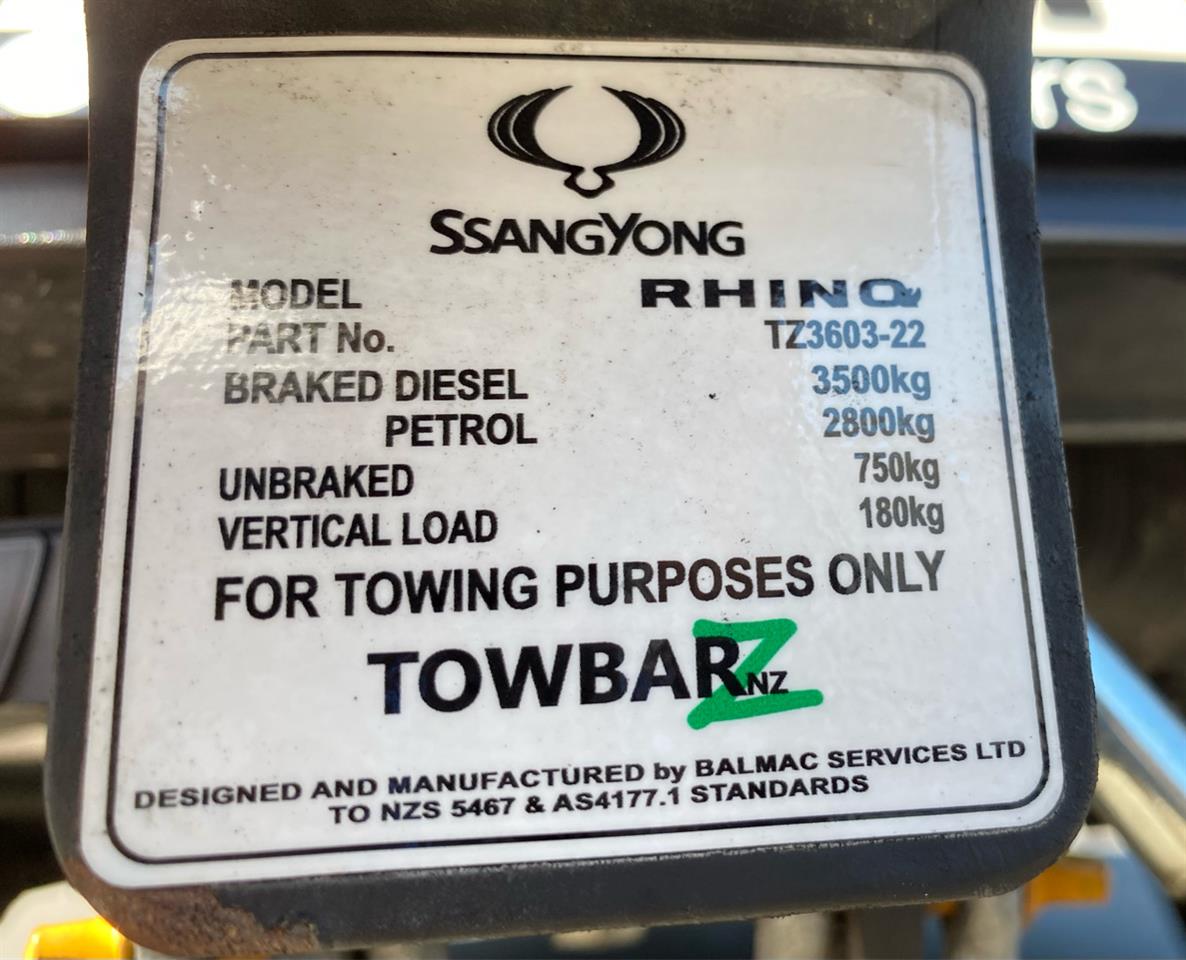 rs
SSANGYONG
MODEL RHINO
PART No. TZ3603-22
BRAKED DIESEL 3500kg
PETROL 2800kg
UNBRAKED 750kg
VERTICAL LOAD 180kg
FOR TOWING PURPOSES ONLY
TOWBARZ NZ
DESIGNED AND MANUFACTURED by BALMAC SERVICES LTD
TO NZS 5467 & AS4177.1 STANDARDS